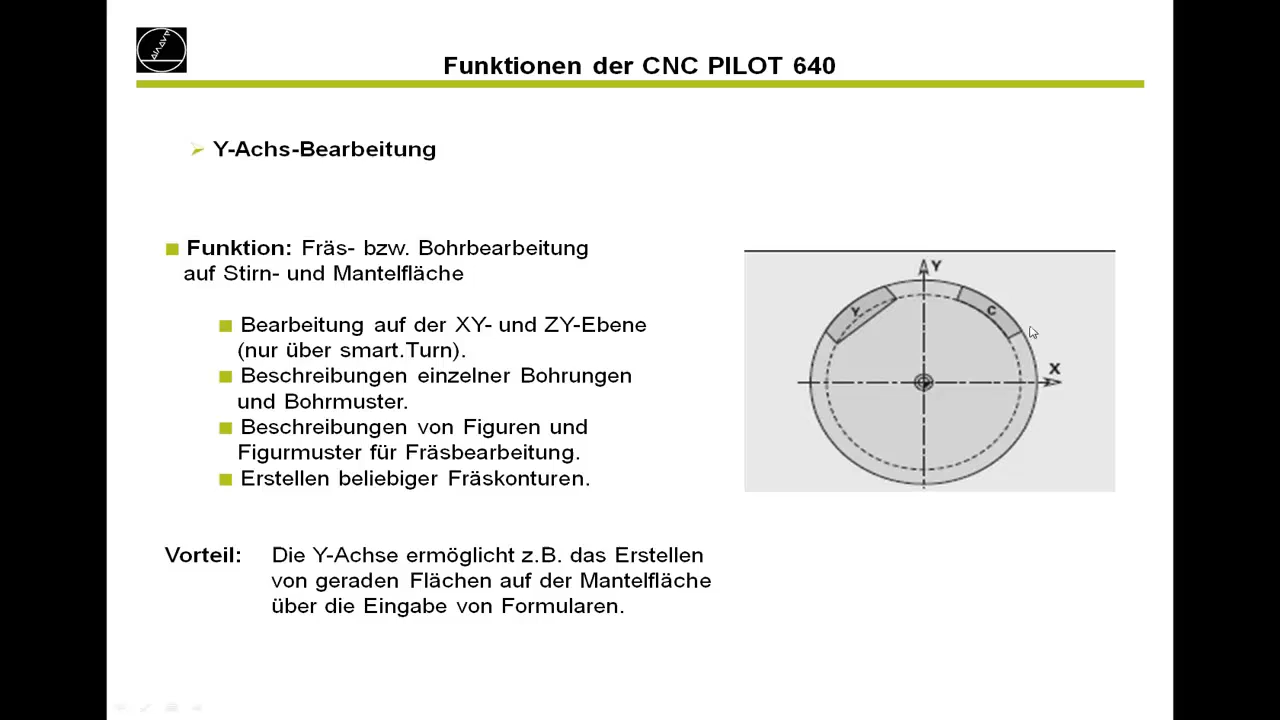 Funktionen der CNC PILOT 640
Y-Achs-Bearbeitung
Funktion: Fräs- bzw. Bohrbearbeitung
auf Stirn- und Mantelfläche
Bearbeitung auf der XY- und ZY-Ebene
(nur über smart.Turn).
Beschreibungen einzelner Bohrungen
und Bohrmuster.
Beschreibungen von Figuren und
Figurmuster für Fräsbearbeitung.
Erstellen beliebiger Fräskonturen.
Y
Y
C
X
Vorteil: Die Y-Achse ermöglicht z.B. das Erstellen
von geraden Flächen auf der Mantelfläche
über die Eingabe von Formularen.